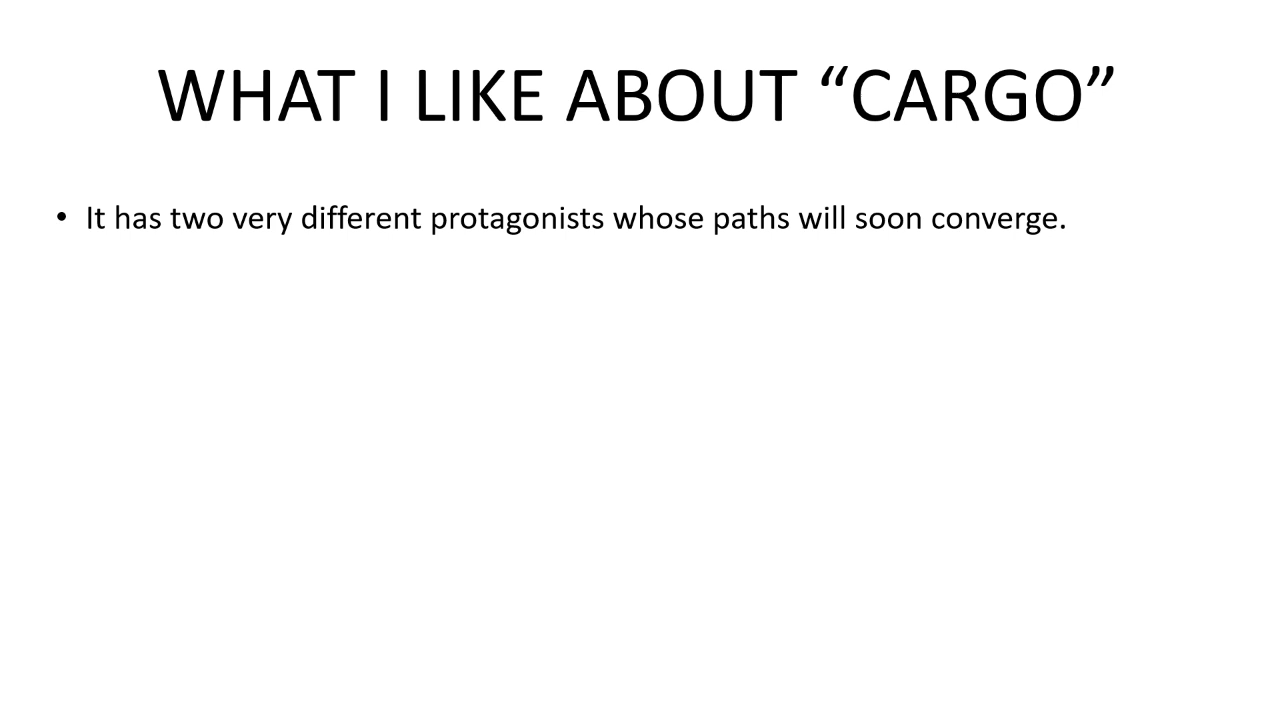 WHAT I LIKE ABOUT “CARGO”
• It has two very different protagonists whose paths will soon converge.